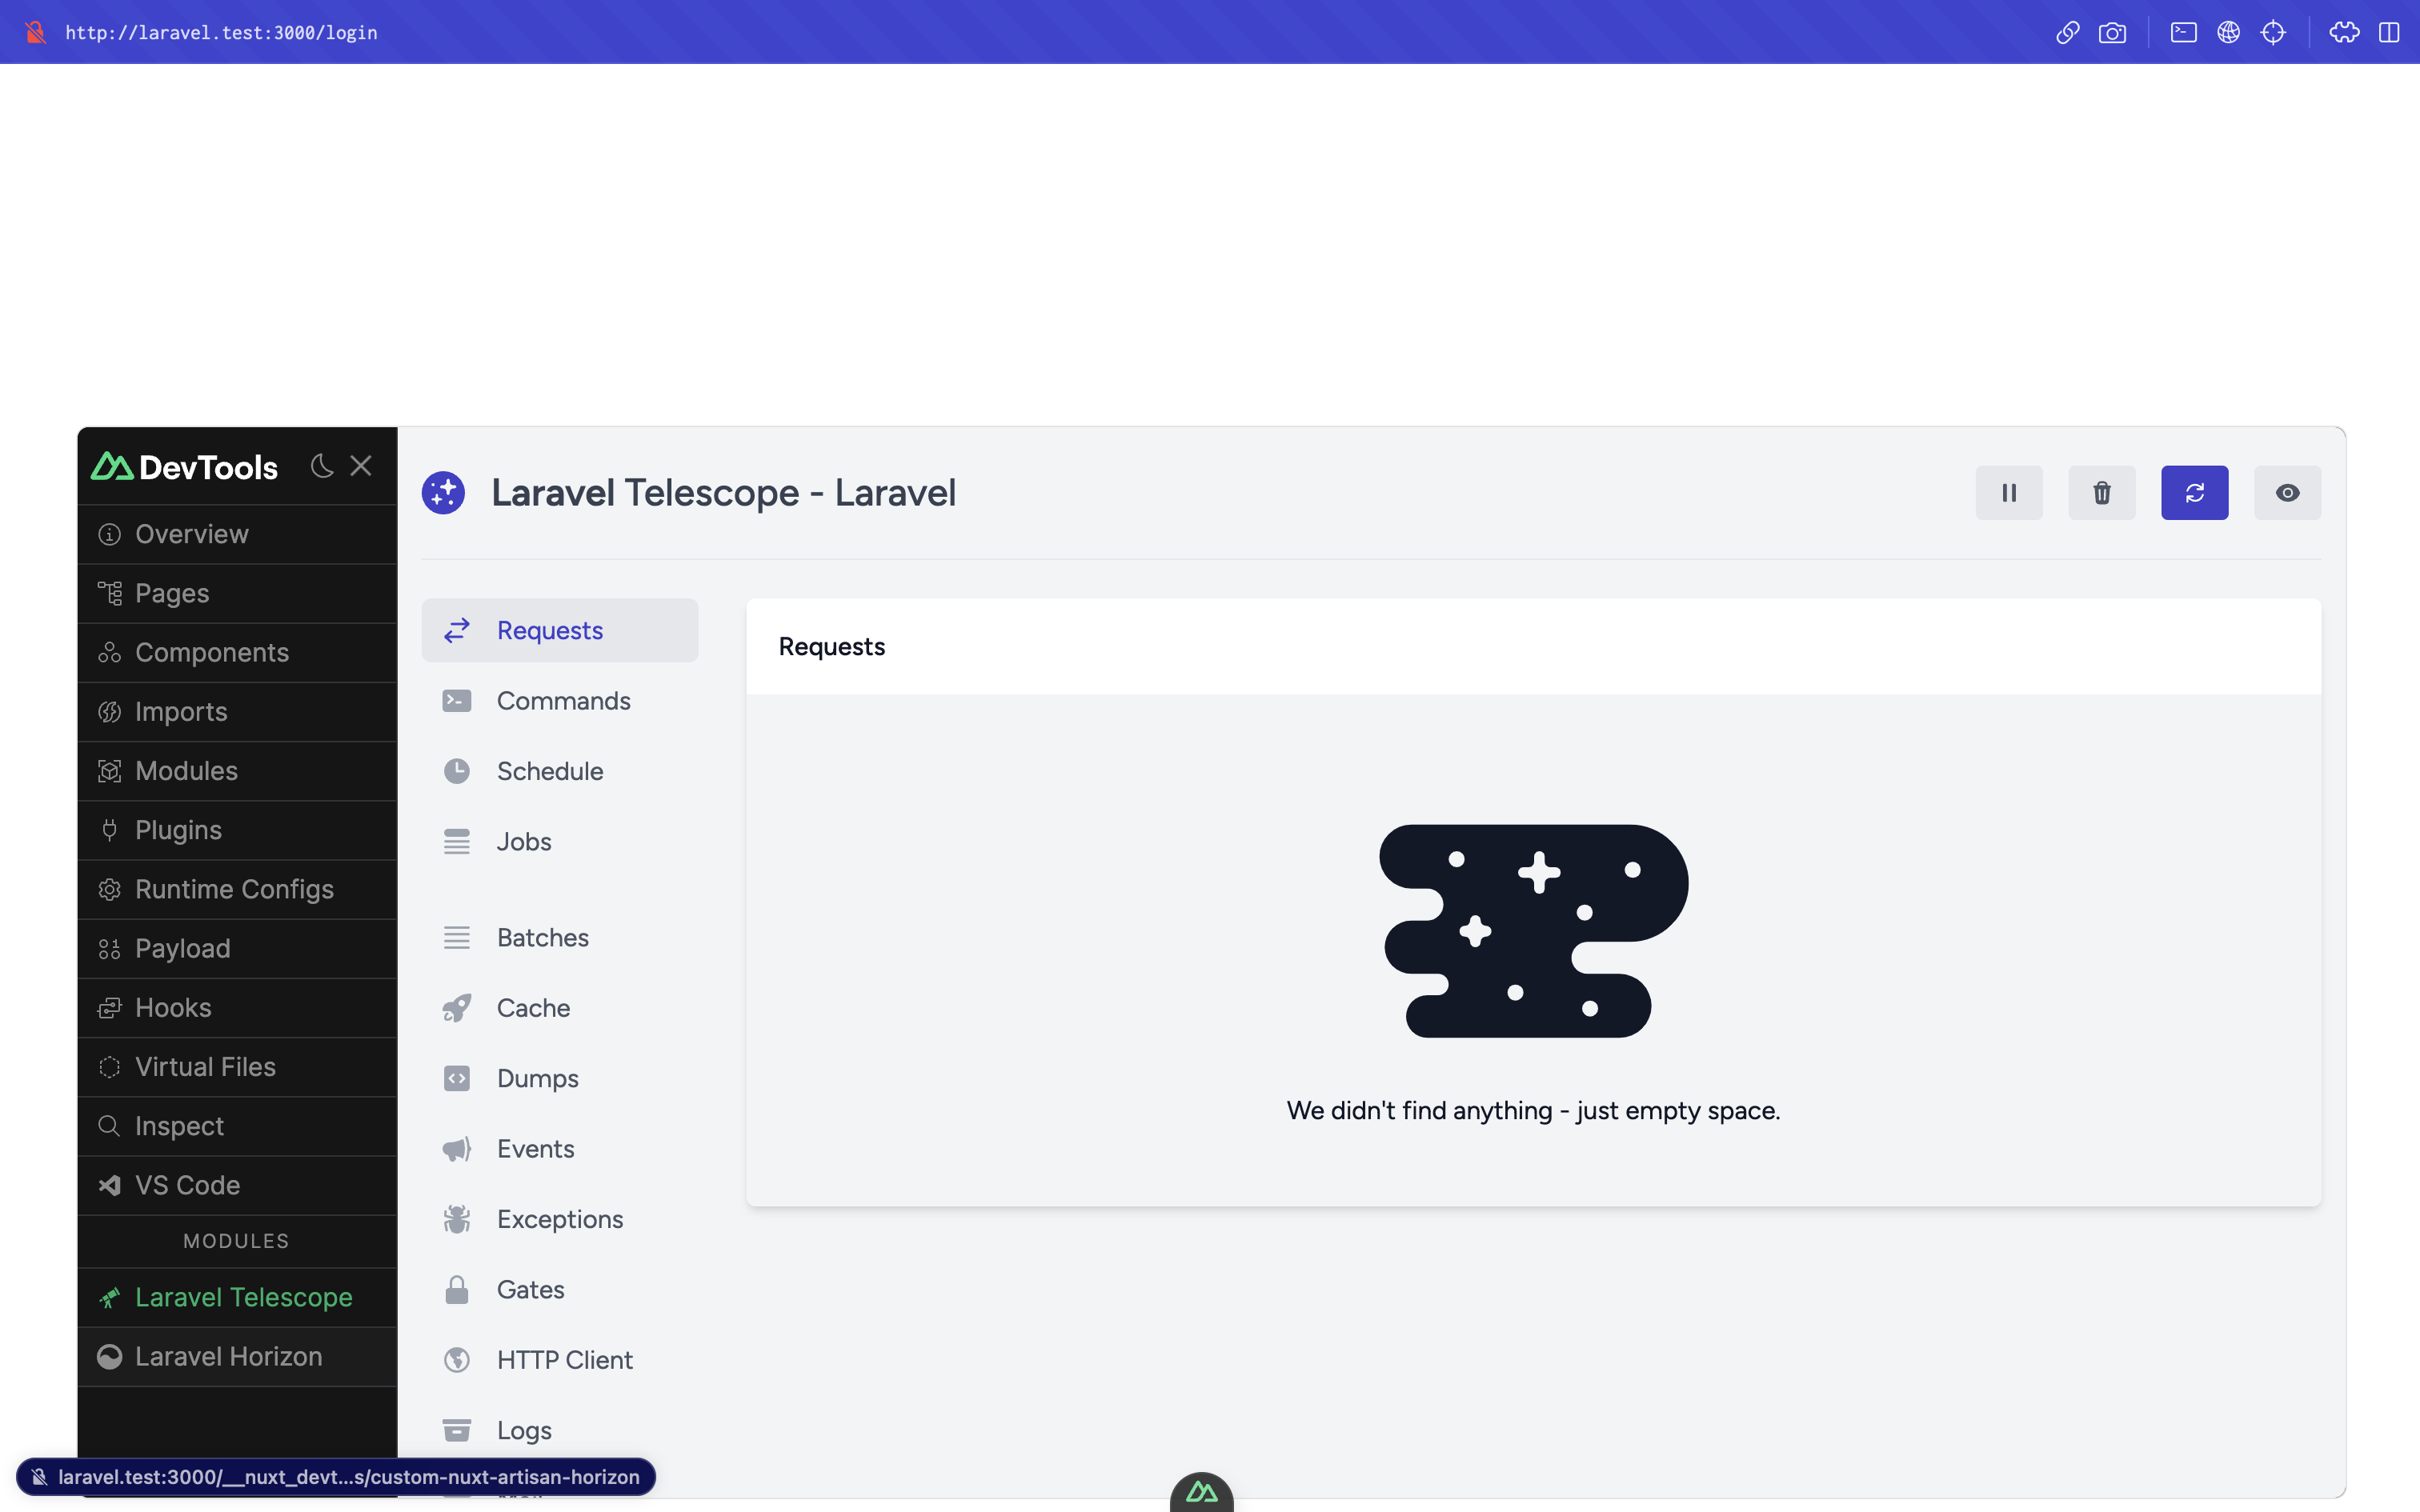 http://laravel.test:3000/login
DevTools
Overview
Pages
Components
Imports
Modules
Plugins
Runtime Configs
Payload
Hooks
Virtual Files
Inspect
VS Code
MODULES
Laravel Telescope
Laravel Horizon
Laravel Telescope - Laravel
Requests
Commands
Schedule
Jobs
Batches
Cache
Dumps
Events
Exceptions
Gates
HTTP Client
Logs
Requests
We didn't find anything - just empty space.
laravel.test:3000/__nuxt_devt...s/custom-nuxt-artisan-horizon